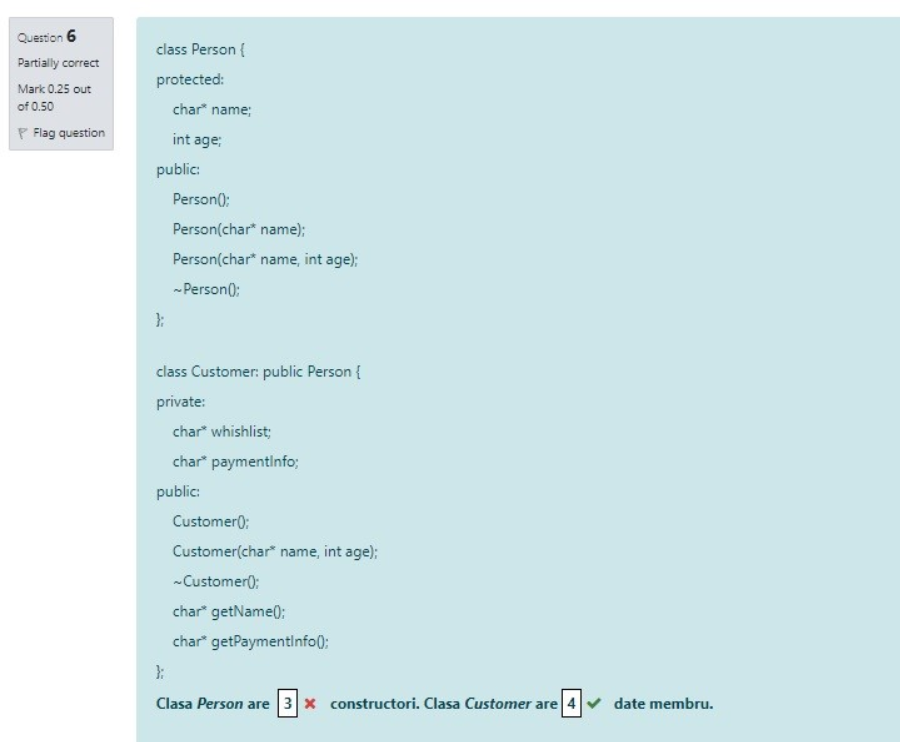 Question 6
Partially correct
Mark 0.25 out
of 0.50
Flag question
class Person {
protected:
char* name;
int age;
public:
Person();
Person(char* name);
Person(char* name, int age);
~Person();
};
class Customer: public Person {
private:
char* whishlist;
char* paymentInfo;
public:
Customer();
Customer(char* name, int age);
~Customer();
char* getName();
char* getPaymentInfo();
};
Clasa Person are 3 ✗ constructori. Clasa Customer are 4 ✓ date membru.